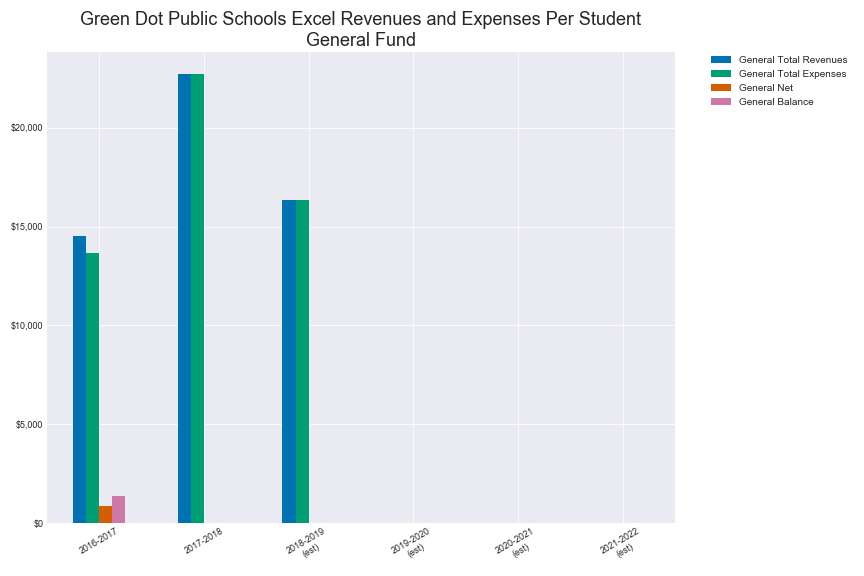 Green Dot Public Schools Excel Revenues and Expenses Per Student
General Fund
General Total Revenues
General Total Expenses
General Net
General Balance
$20,000
$15,000
$10,000
$5,000
$0
2016-2017
2017-2018
2018-2019
(est)
2019-2020
(est)
2020-2021
(est)
2021-2022
(est)